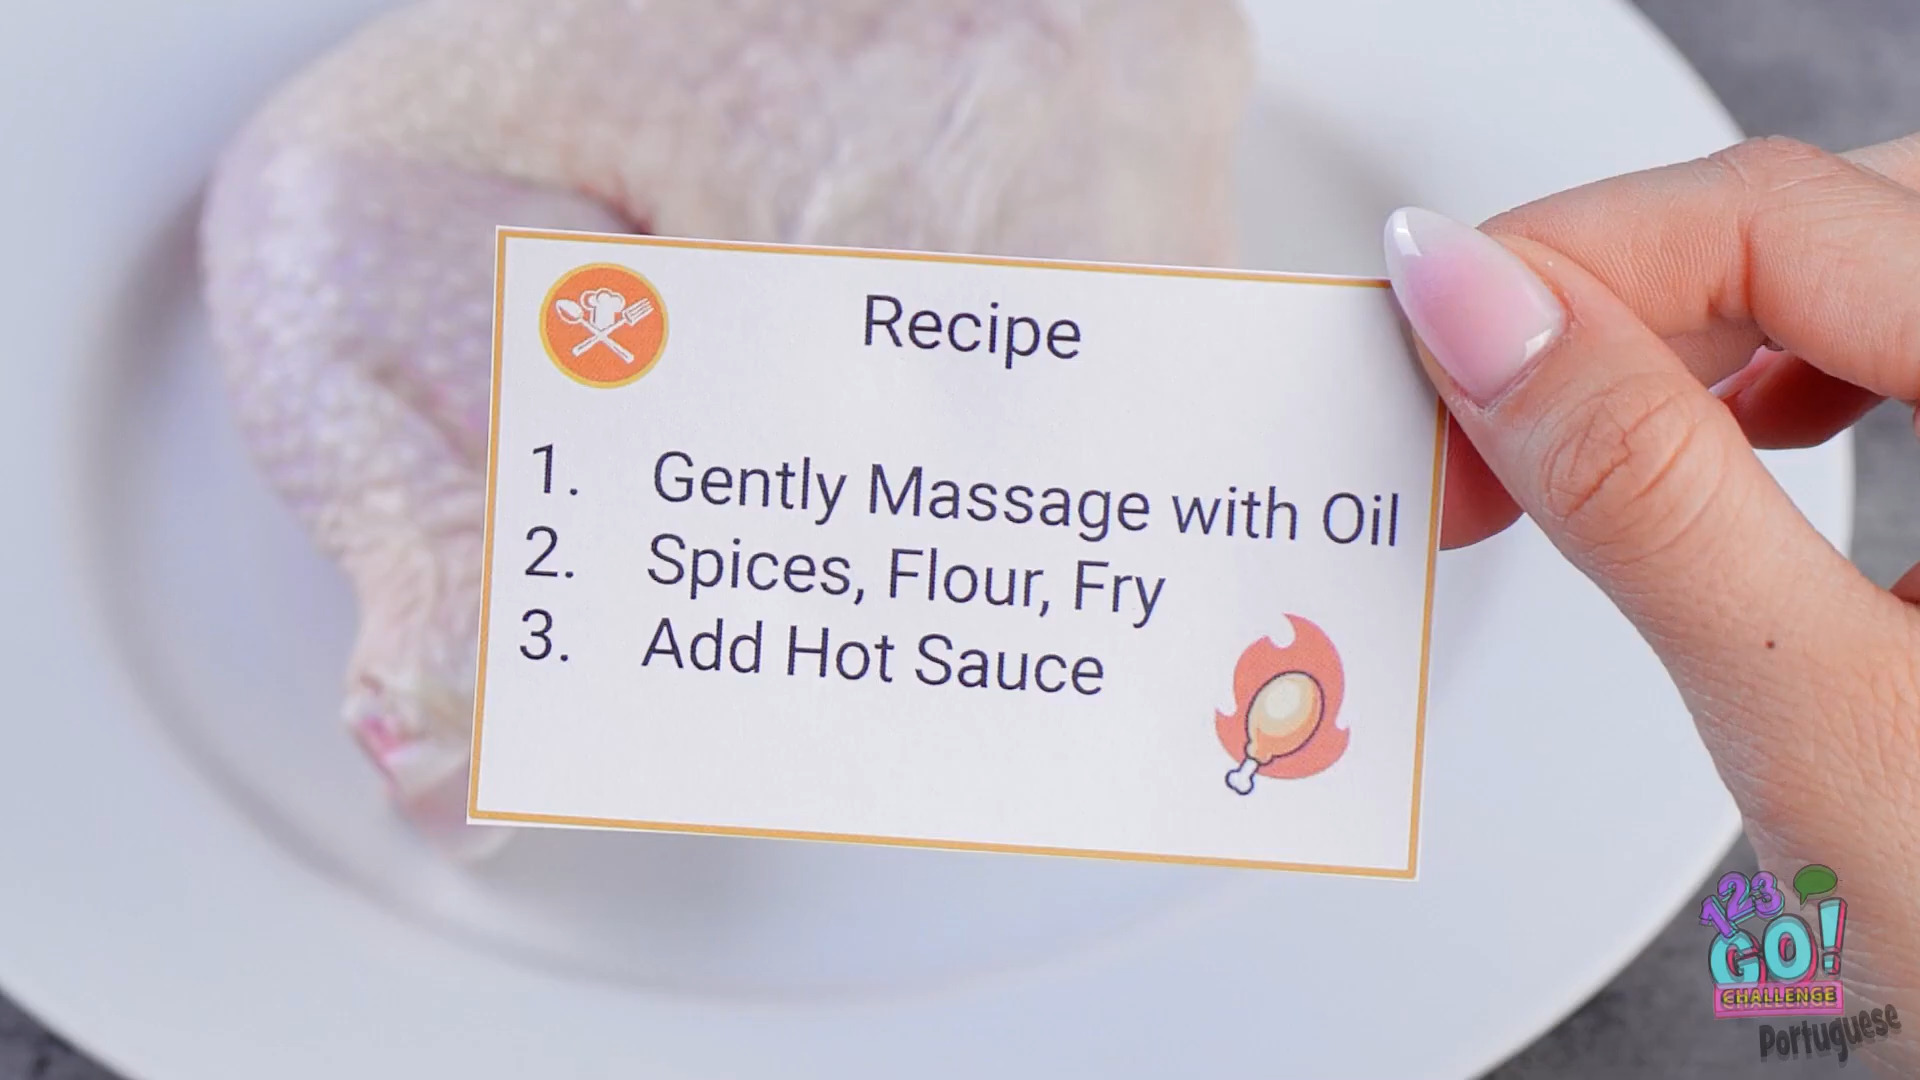 Recipe
1. Gently Massage with Oil
2. Spices, Flour, Fry
3. Add Hot Sauce
123
GO!
CHALLENGE
Portuguese